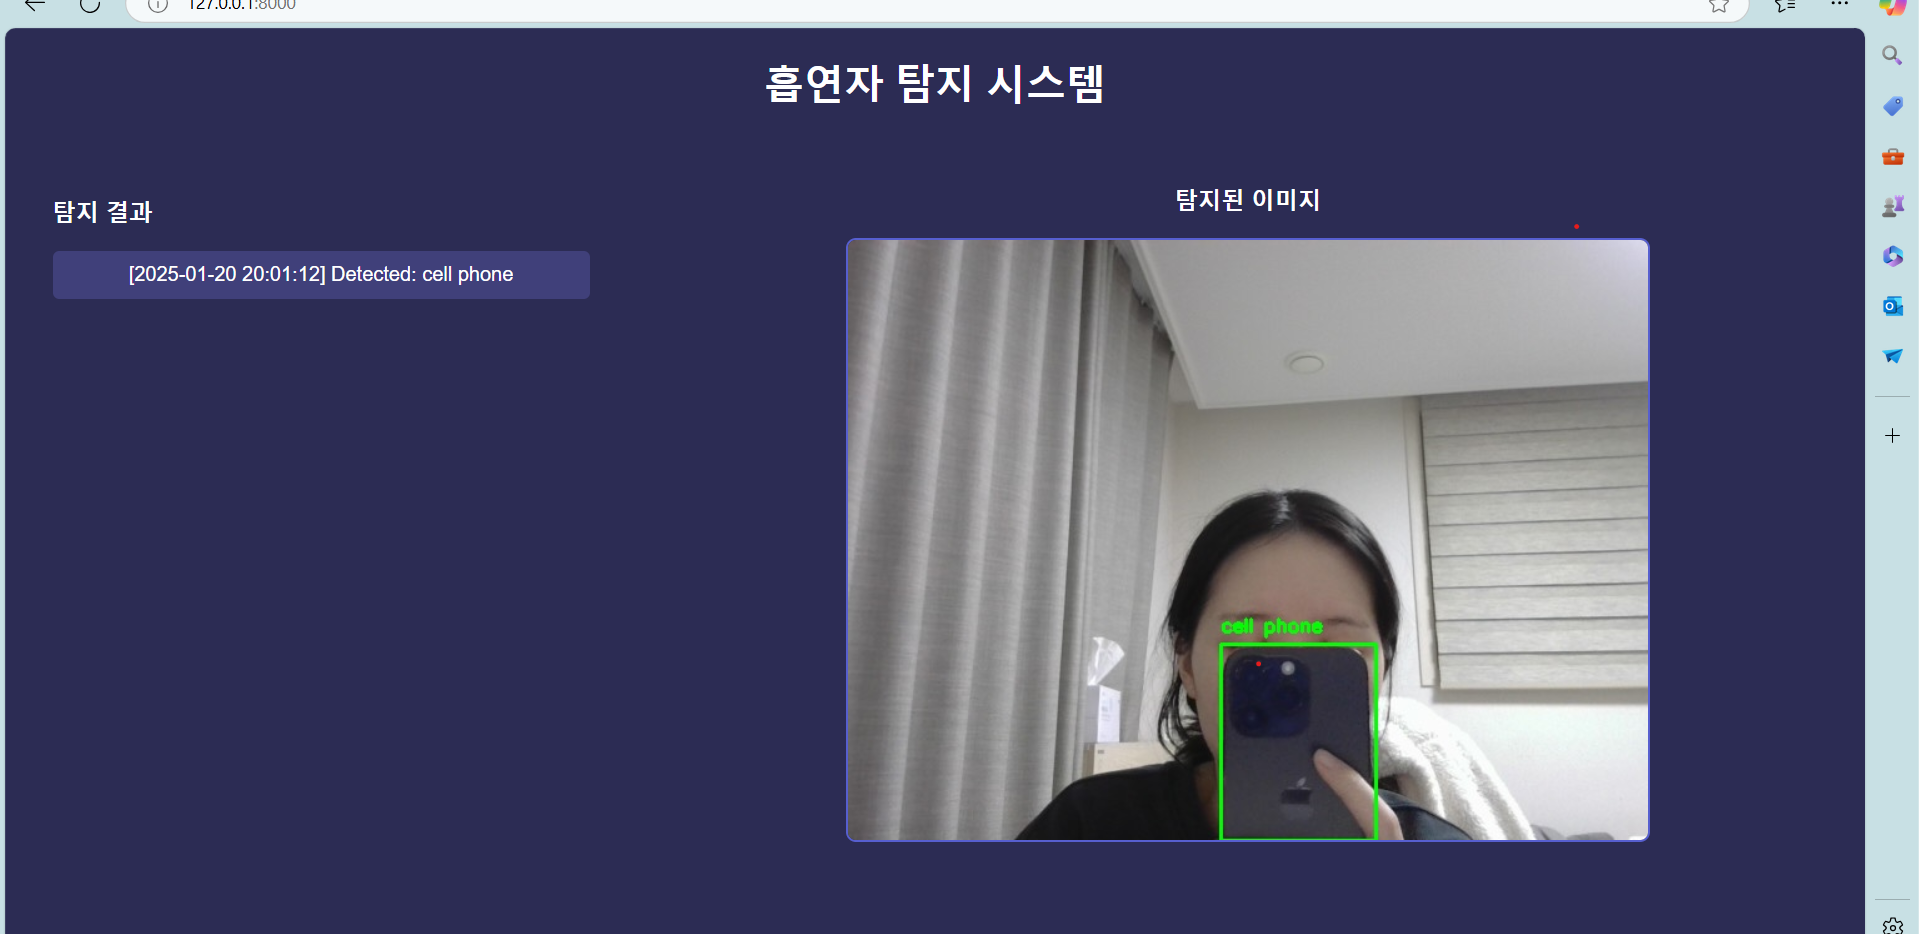 127.0.0.1:8000
흡연자 탐지 시스템
탐지 결과
[2025-01-20 20:01:12] Detected: cell phone
탐지된 이미지
cell phone